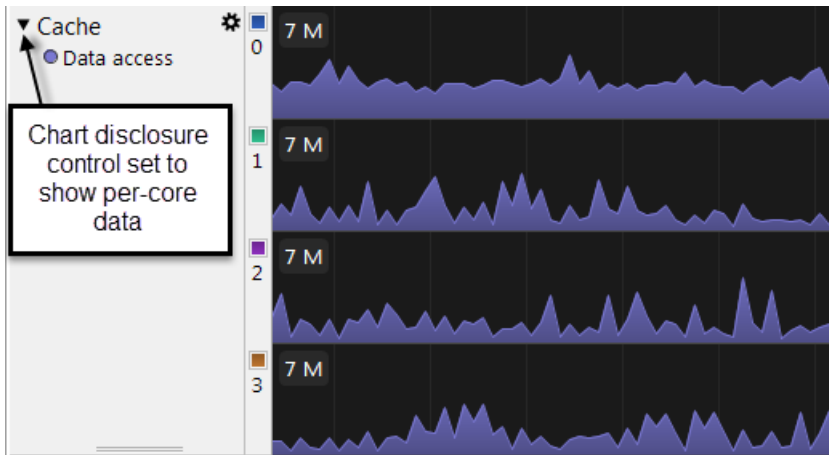 Cache
Data access
Chart disclosure
control set to
show per-core
data
0
7 M
1
7 M
2
7 M
3
7 M